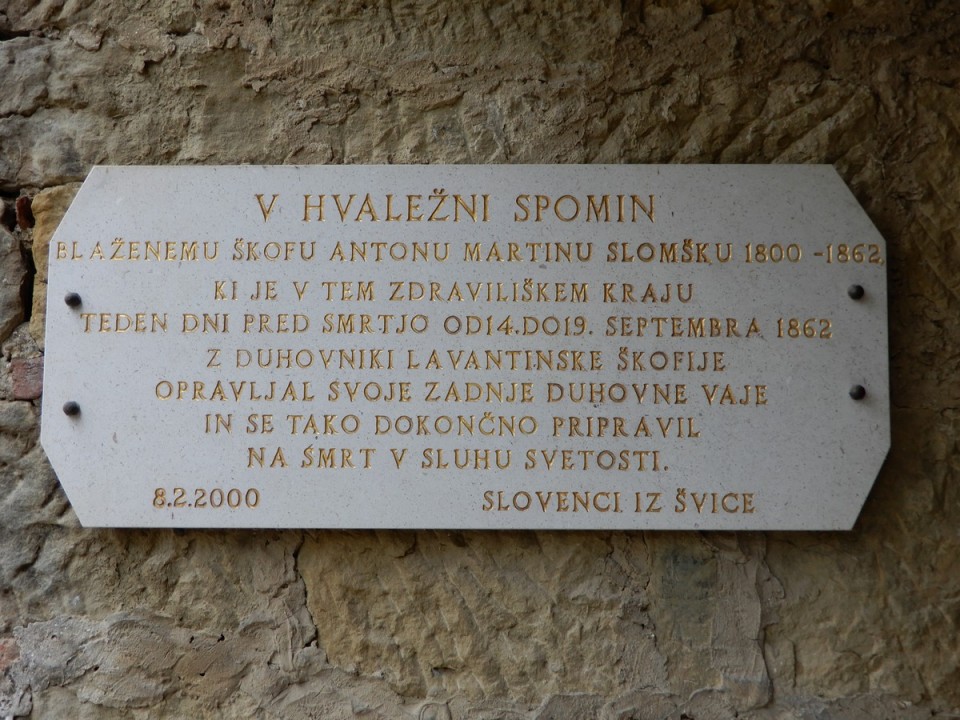 V HVALEŽNI SPOMIN
BLAŽENEMU ŠKOFU ANTONU MARTINU SLOMŠKU 1800 -1862,
KI JE V TEM ZDRAVILIŠKEM KRAJU
TEDEN DNI PRED SMRTJO OD14.DO19. SEPTEMBRA 1862
Z DUHOVNIKI LAVANTINSKE ŠKOFIJE
OPRAVLJAL SVOJE ZADNJE DUHOVNE VAJE
IN SE TAKO DOKONČNO PRIPRAVIL
NA SMRT V SLUHU SVETOSTI.
8.2.2000 SLOVENCI IZ ŠVICE